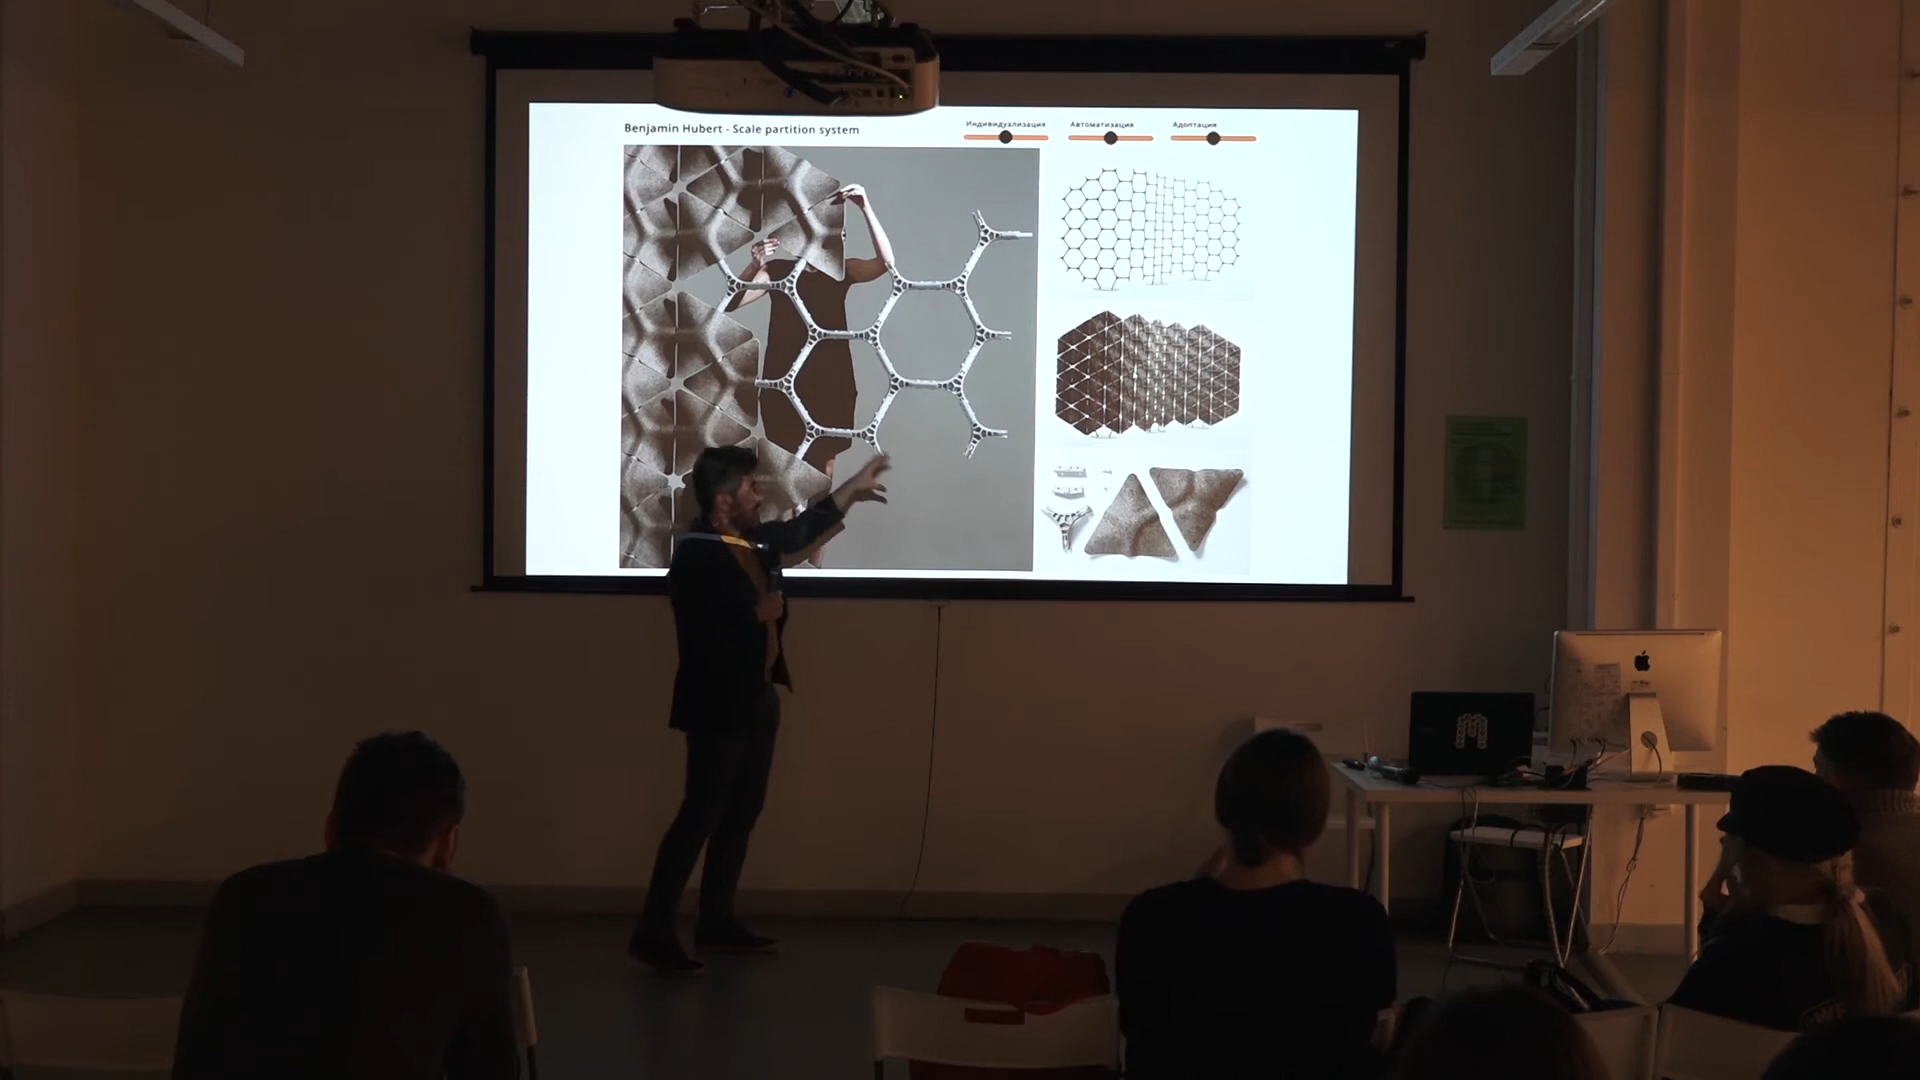 Benjamin Hubert - Scale partition system
Индивидуализация
Автоматизация
Адоптация